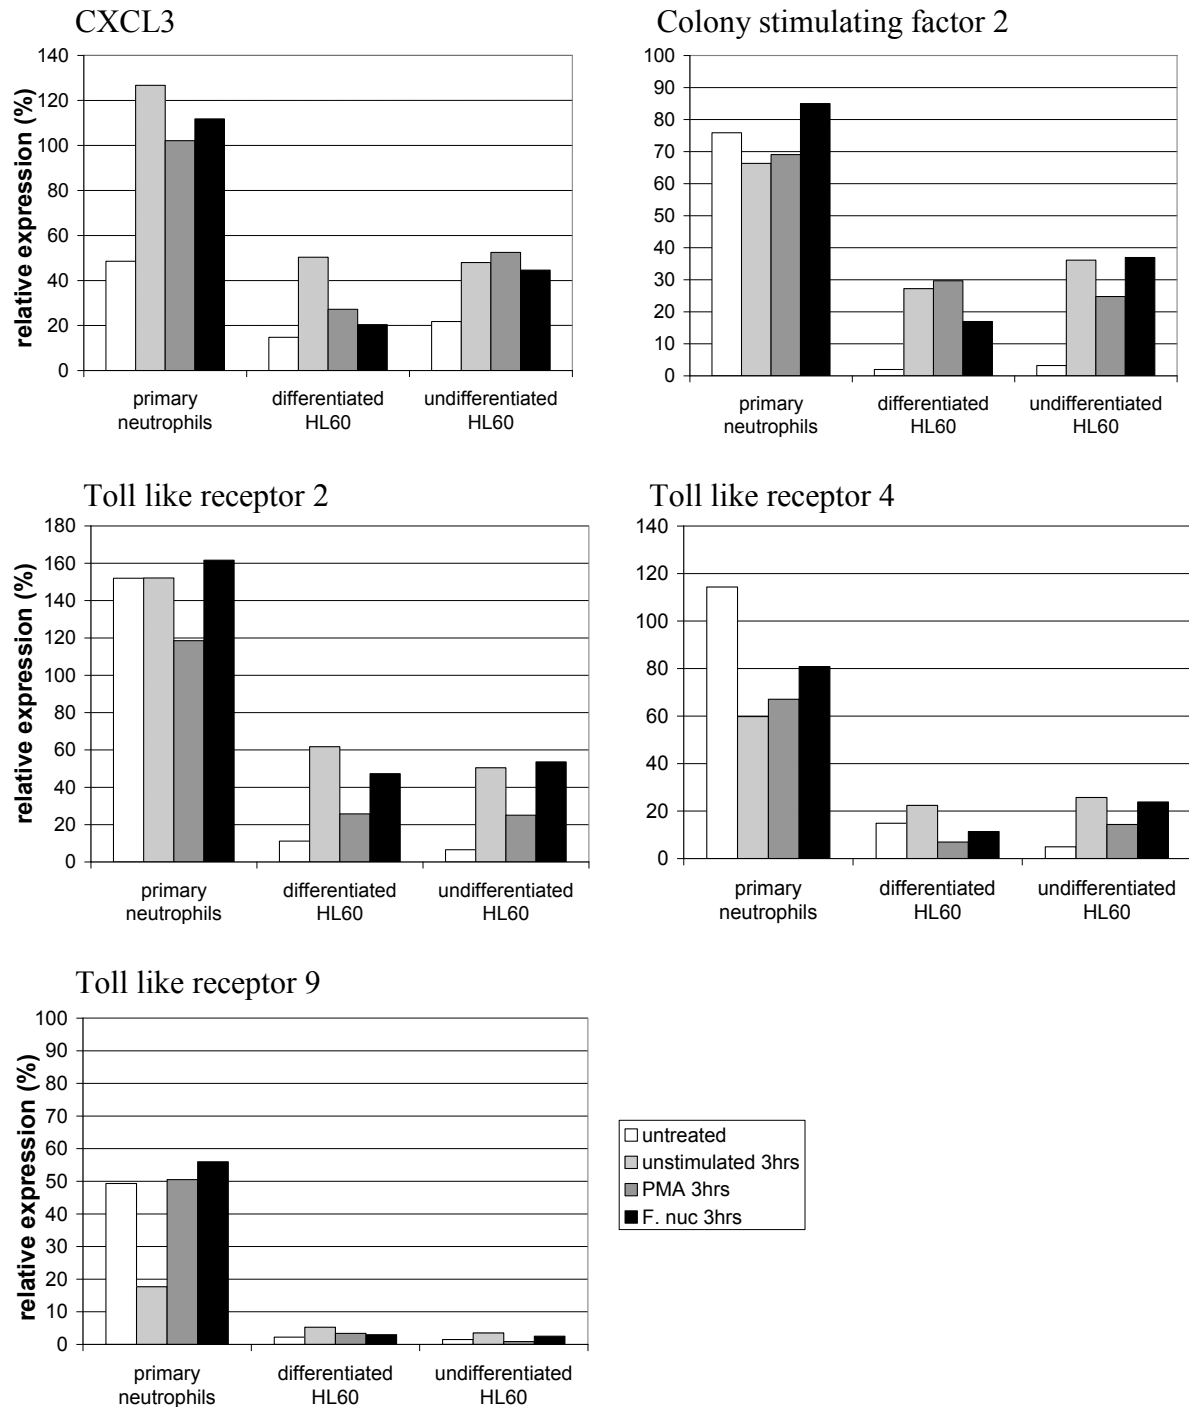 CXCL3
relative expression (%)
140
120
100
80
60
40
20
0
primary
neutrophils
differentiated
HL60
undifferentiated
HL60
Colony stimulating factor 2
100
90
80
70
60
50
40
30
20
10
0
primary
neutrophils
differentiated
HL60
undifferentiated
HL60
Toll like receptor 2
relative expression (%)
180
160
140
120
100
80
60
40
20
0
primary
neutrophils
differentiated
HL60
undifferentiated
HL60
Toll like receptor 4
140
120
100
80
60
40
20
0
primary
neutrophils
differentiated
HL60
undifferentiated
HL60
Toll like receptor 9
relative expression (%)
100
90
80
70
60
50
40
30
20
10
0
primary
neutrophils
differentiated
HL60
undifferentiated
HL60
untreated
unstimulated 3hrs
PMA 3hrs
F. nuc 3hrs